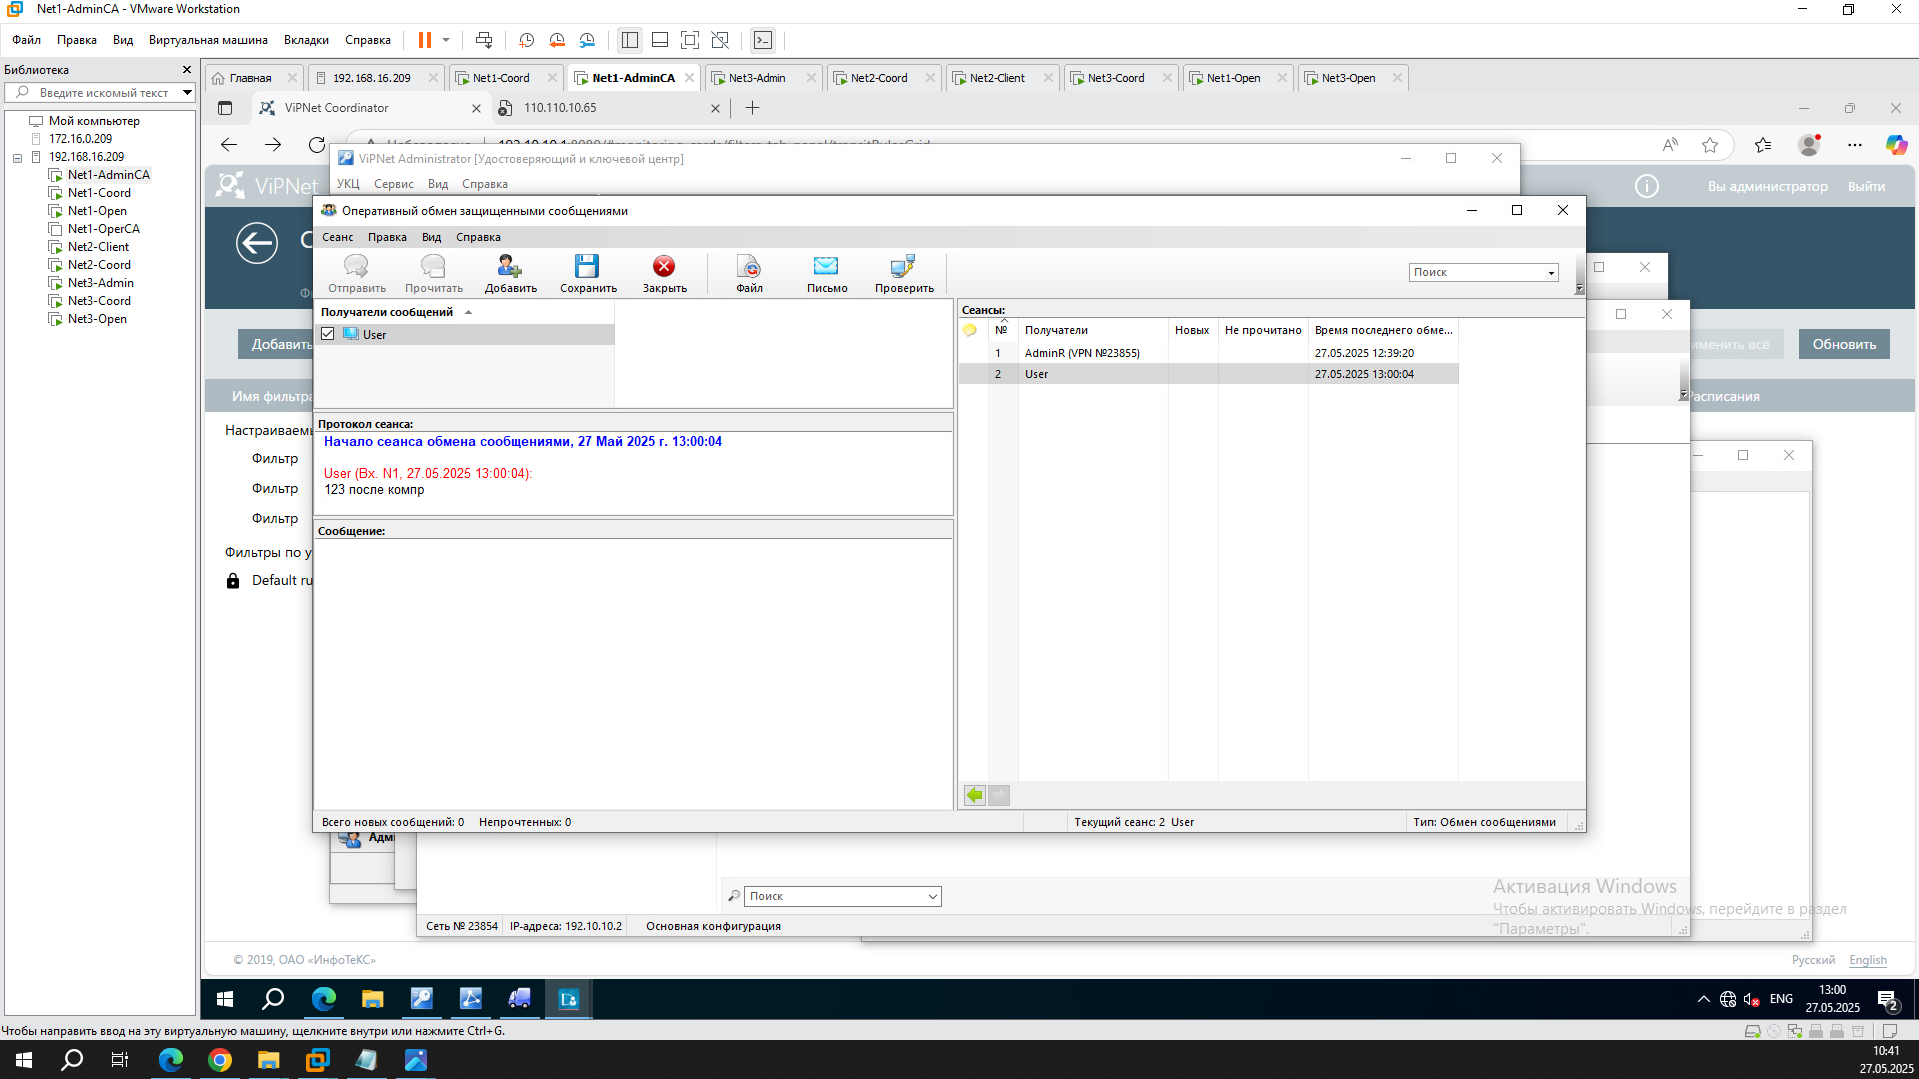 Net1-AdminCA - VMware Workstation
Файл Правка Вид Виртуальная машина Вкладки Справка
Библиотека
Введите искомый текст
Мой компьютер
172.16.0.209
192.168.16.209
Net1-AdminCA
Net1-Coord
Net1-Open
Net1-OperCA
Net2-Client
Net2-Coord
Net3-Admin
Net3-Coord
Net3-Open
Главная 192.168.16.209 Net1-Coord Net1-AdminCA Net3-Admin Net2-Coord Net2-Client Net3-Coord Net1-Open Net3-Open
ViPNet Coordinator 110.110.10.65
ViPNet Administrator [Удостоверяющий и ключевой центр]
УКЦ Сервис Вид Справка
ViPNet
Вы администратор Выйти
Оперативный обмен защищенными сообщениями
Сеанс Правка Вид Справка
Отправить Прочитать Добавить Сохранить Закрыть Файл Письмо Проверить
Поиск
Получатели сообщений
User
Протокол сеанса:
Начало сеанса обмена сообщениями, 27 Май 2025 г. 13:00:04
User (Вх. N1, 27.05.2025 13:00:04):
123 после компр
Сообщение:
Сеансы:
№ Получатели Новых Не прочитано Время последнего обме...
1 AdminR (VPN №23855) 27.05.2025 12:39:20
2 User 27.05.2025 13:00:04
Всего новых сообщений: 0 Непрочтенных: 0
Текущий сеанс: 2 User
Тип: Обмен сообщениями
Добавить
именить всё
Обновить
Имя фильтра
Расписания
Настраиваемы
Фильтр
Фильтр
Фильтр
Фильтры по у
Default ru
Адми
Поиск
Сеть № 23854 IP-адреса: 192.10.10.2 Основная конфигурация
Активация Windows
Чтобы активировать Windows, перейдите в раздел
"Параметры".
© 2019, ОАО «ИнфоТеКС»
Русский English
ENG
13:00
27.05.2025
2
Чтобы направить ввод на эту виртуальную машину, щелкните внутри или нажмите Ctrl+G.
10:41
27.05.2025